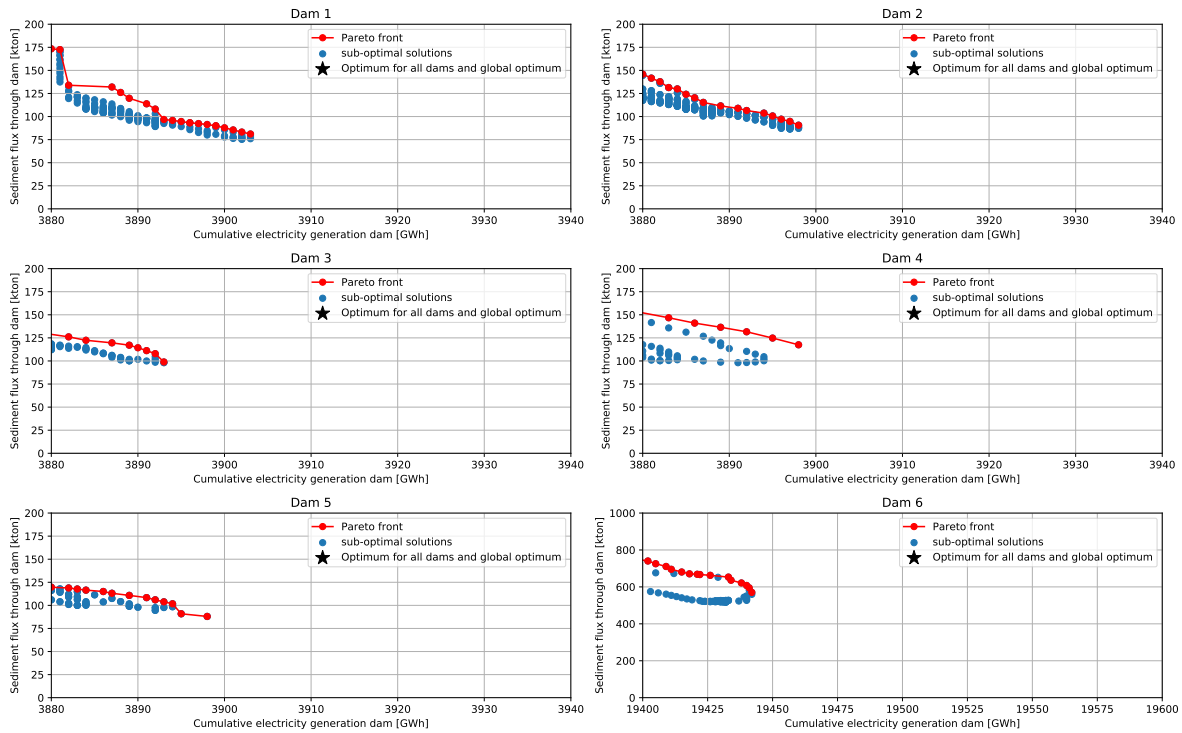 Dam 1
Sediment flux through dam [kton]
200
175
150
125
100
75
50
25
0
Pareto front
sub-optimal solutions
Optimum for all dams and global optimum
3880 3890 3900 3910 3920 3930 3940
Cumulative electricity generation dam [GWh]
Dam 2
Sediment flux through dam [kton]
200
175
150
125
100
75
50
25
0
Pareto front
sub-optimal solutions
Optimum for all dams and global optimum
3880 3890 3900 3910 3920 3930 3940
Cumulative electricity generation dam [GWh]
Dam 3
Sediment flux through dam [kton]
200
175
150
125
100
75
50
25
0
Pareto front
sub-optimal solutions
Optimum for all dams and global optimum
3880 3890 3900 3910 3920 3930 3940
Cumulative electricity generation dam [GWh]
Dam 4
Sediment flux through dam [kton]
200
175
150
125
100
75
50
25
0
Pareto front
sub-optimal solutions
Optimum for all dams and global optimum
3880 3890 3900 3910 3920 3930 3940
Cumulative electricity generation dam [GWh]
Dam 5
Sediment flux through dam [kton]
200
175
150
125
100
75
50
25
0
Pareto front
sub-optimal solutions
Optimum for all dams and global optimum
3880 3890 3900 3910 3920 3930 3940
Cumulative electricity generation dam [GWh]
Dam 6
Sediment flux through dam [kton]
1000
800
600
400
200
0
Pareto front
sub-optimal solutions
Optimum for all dams and global optimum
19400 19425 19450 19475 19500 19525 19550 19575 19600
Cumulative electricity generation dam [GWh]